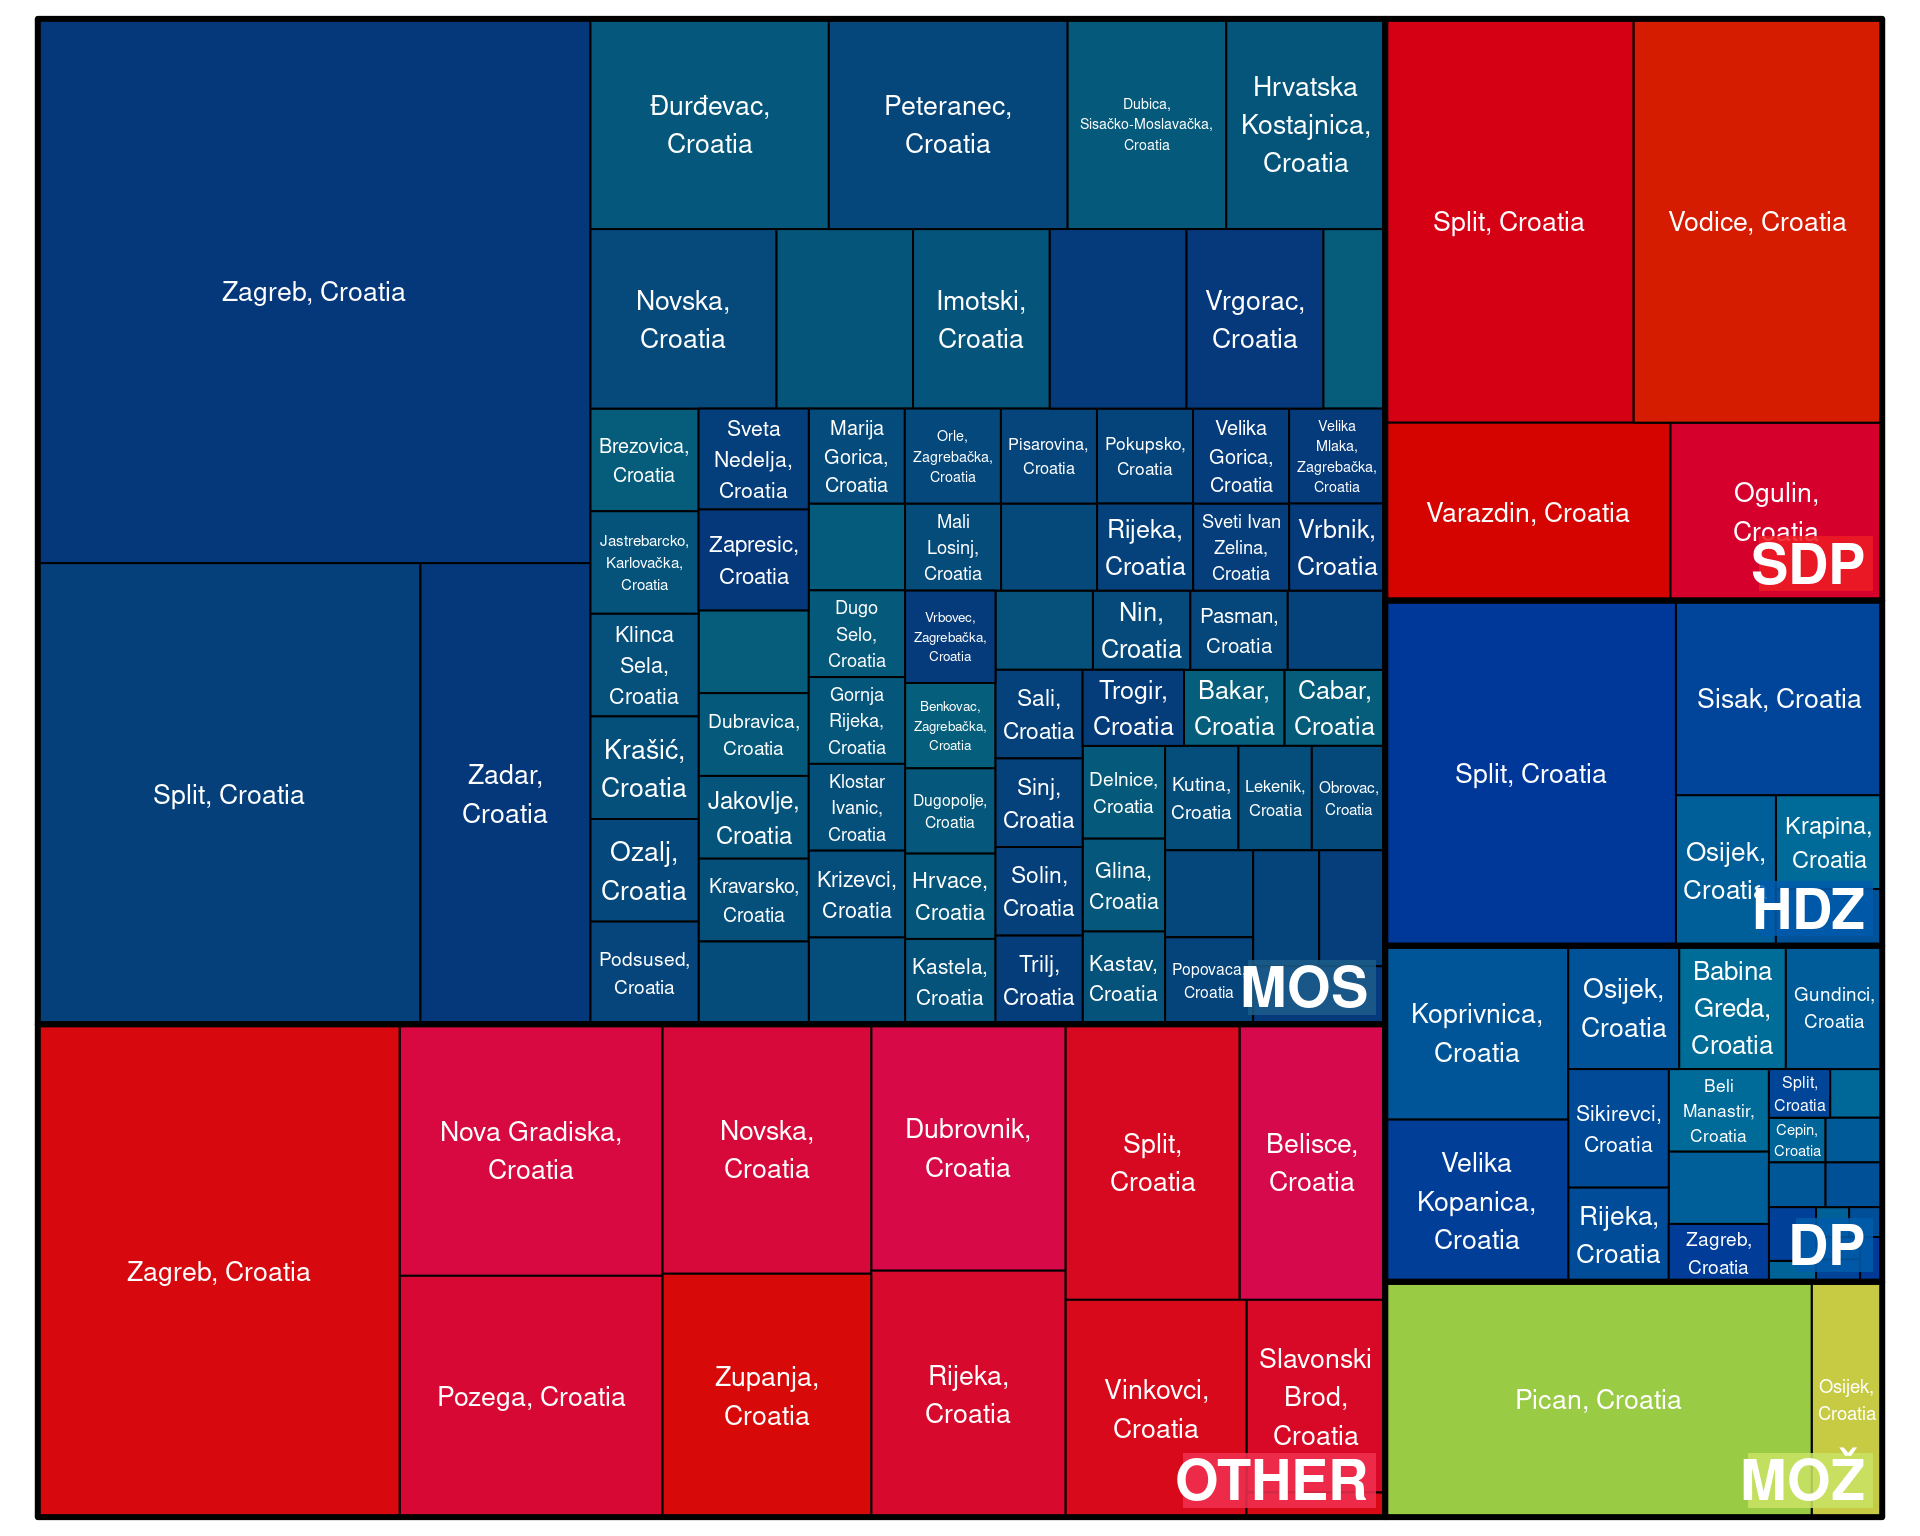 Zagreb, Croatia
Split, Croatia
Zadar,
Croatia
Đurđevac,
Croatia
Peteranec,
Croatia
Dubica,
Sisačko-Moslavačka,
Croatia
Hrvatska
Kostajnica,
Croatia
Novska,
Croatia
Imotski,
Croatia
Vrgorac,
Croatia
Brezovica,
Croatia
Jastrebarcko,
Karlovačka,
Croatia
Klinca
Sela,
Croatia
Krašić,
Croatia
Ozalj,
Croatia
Podsused,
Croatia
Sveta
Nedelja,
Croatia
Zapresic,
Croatia
Dubravica,
Croatia
Jakovlje,
Croatia
Kravarsko,
Croatia
Marija
Gorica,
Croatia
Dugo
Selo,
Croatia
Gornja
Rijeka,
Croatia
Klostar
Ivanic,
Croatia
Krizevci,
Croatia
Orle,
Zagrebačka,
Croatia
Pisarovina,
Croatia
Pokupsko,
Croatia
Velika
Gorica,
Croatia
Velika
Mlaka,
Zagrebačka,
Croatia
Mali
Losinj,
Croatia
Rijeka,
Croatia
Sveti Ivan
Zelina,
Croatia
Vrbnik,
Croatia
Vrbovec,
Zagrebačka,
Croatia
Benkovac,
Zagrebačka,
Croatia
Dugopolje,
Croatia
Hrvace,
Croatia
Kastela,
Croatia
Nin,
Croatia
Pasman,
Croatia
Sali,
Croatia
Sinj,
Croatia
Solin,
Croatia
Trilj,
Croatia
Trogir,
Croatia
Bakar,
Croatia
Cabar,
Croatia
Delnice,
Croatia
Glina,
Croatia
Kastav,
Croatia
Kutina,
Croatia
Lekenik,
Croatia
Obrovac,
Croatia
Popovaca,
Croatia
MOS
Zagreb, Croatia
Nova Gradiska,
Croatia
Pozega, Croatia
Novska,
Croatia
Zupanja,
Croatia
Dubrovnik,
Croatia
Rijeka,
Croatia
Split,
Croatia
Belisce,
Croatia
Vinkovci,
Croatia
Slavonski
Brod,
Croatia
OTHER
Split, Croatia
Vodice, Croatia
Varazdin, Croatia
Ogulin,
Croatia
SDP
Split, Croatia
Sisak, Croatia
Osijek,
Croatia
Krapina,
Croatia
HDZ
Koprivnica,
Croatia
Velika
Kopanica,
Croatia
Osijek,
Croatia
Babina
Greda,
Croatia
Gundinci,
Croatia
Sikirevci,
Croatia
Rijeka,
Croatia
Beli
Manastir,
Croatia
Zagreb,
Croatia
Split,
Croatia
Cepin,
Croatia
DP
Pican, Croatia
Osijek,
Croatia
MOŽ